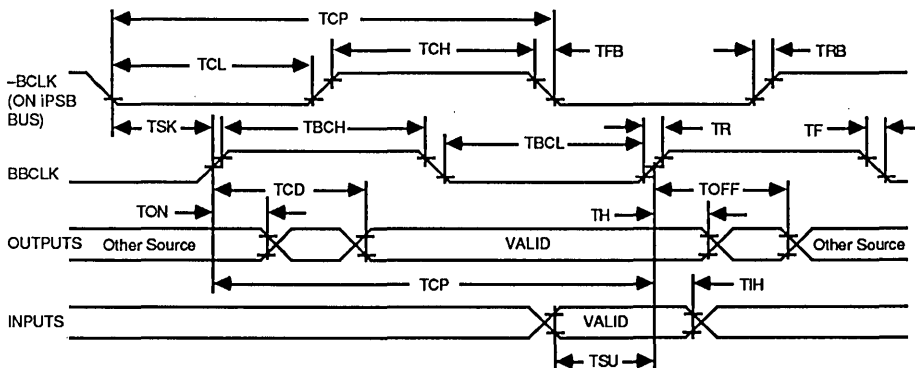 TCP
TCH
TFB
TRB
TCL
–BCLK
(ON iPSB
BUS)
TSK
TBCH
TBCL
TR
TF
BBCLK
TCD
TOFF
TON
TH
OUTPUTS
Other Source
VALID
Other Source
TCP
TIH
INPUTS
VALID
TSU